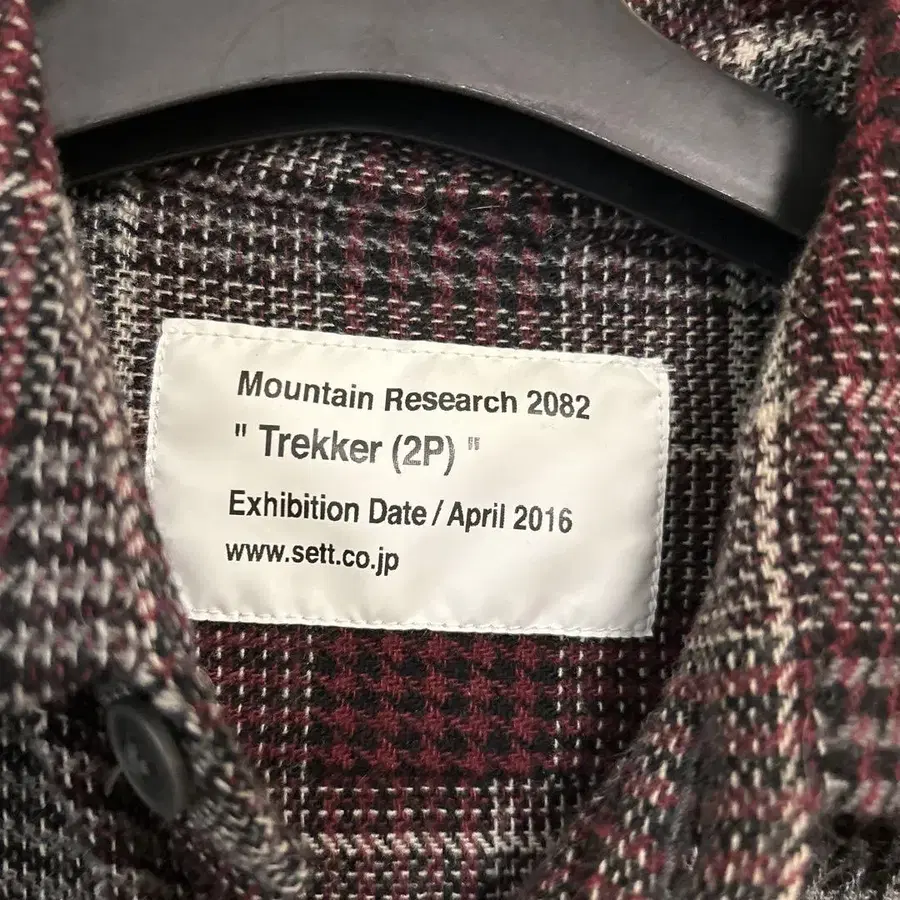 Mountain Research 2082
" Trekker (2P) "
Exhibition Date / April 2016
www.sett.co.jp